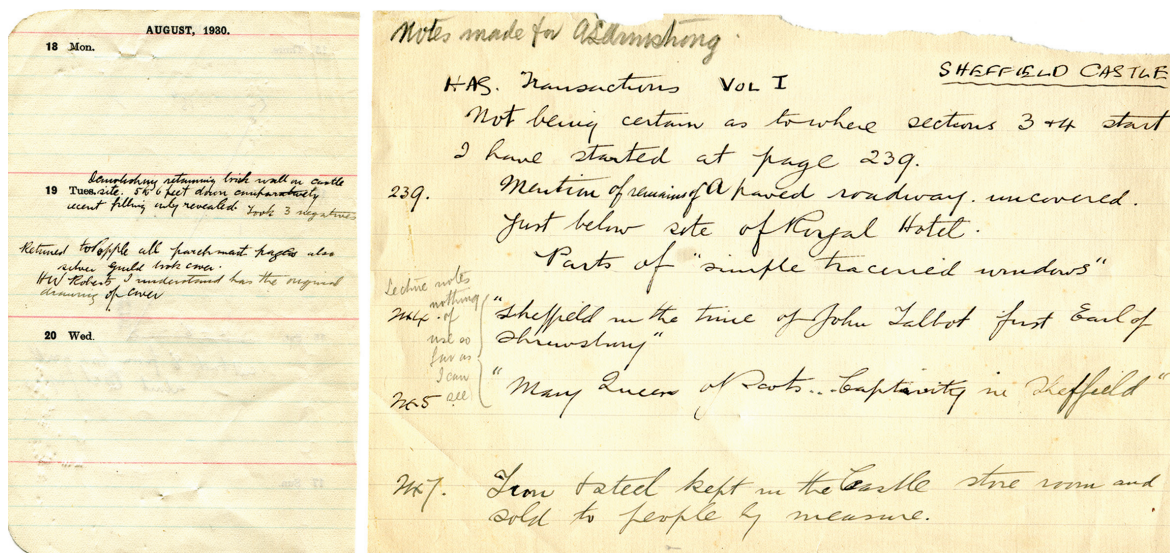 AUGUST, 1930.
18 Mon.
Demolishing retaining brick wall on castle
19 Tues. site. 5 to 6 feet down comparatively
recent filling only revealed. Took 3 negatives
Returned to Apple all parchment pages also
silver guild book cover.
HW Roberts I understand has the original
drawing of cover
20 Wed.
Notes made for ALArmstrong.
SHEFFIELD CASTLE
HAS. Transactions VOL I
Not being certain as to where sections 3 + 4 start
I have started at page 239.
239. Mention of remains of A paved roadway. uncovered.
Just below site of Royal Hotel.
Parts of "simple traceried windows"
Lecture notes
nothing
of
use so
far as
I can
see
"Sheffield in the time of John Talbot first Earl of
Shrewsbury"
"Mary Queen of Scots.. Captivity in Sheffield"
Iron & steel kept in the Castle store room and
sold to people by measure.